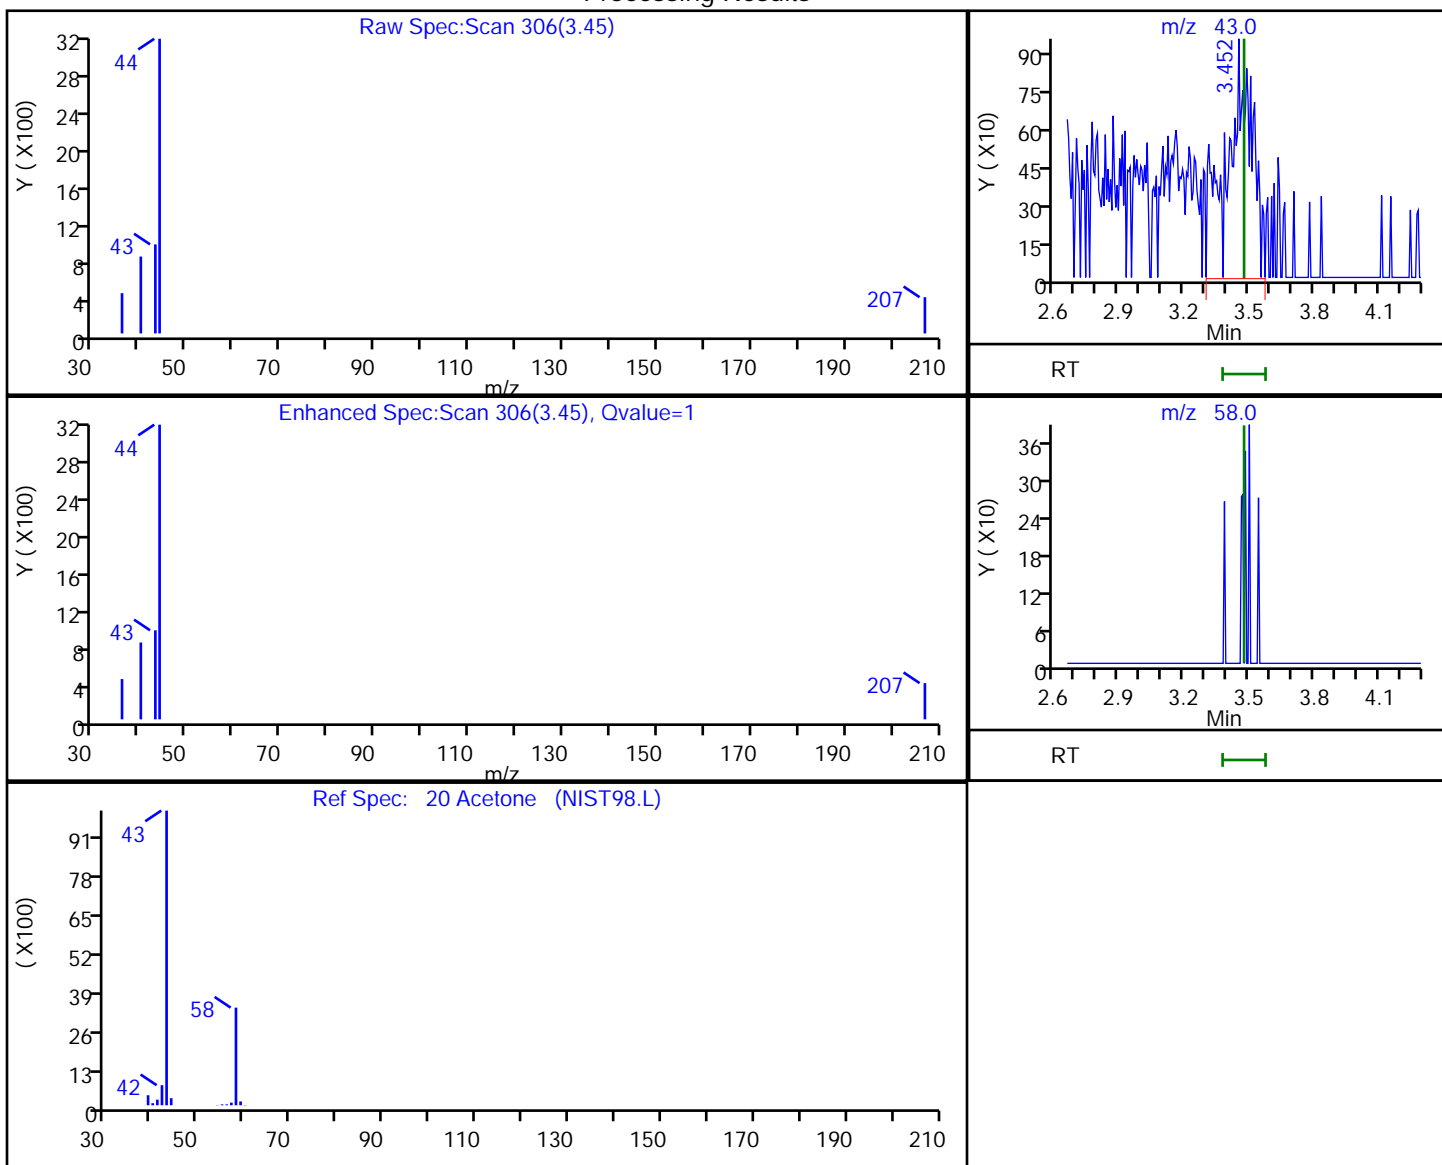 Processing Results
Raw Spec:Scan 306(3.45)
Y ( X100)
32
28
24
20
16
12
8
4
0
44
43
207
30 50 70 90 110 130 150 170 190 210
m/z
m/z 43.0
3.452
Y ( X10)
90
75
60
45
30
15
0
2.6 2.9 3.2 3.5 3.8 4.1
Min
RT
Enhanced Spec:Scan 306(3.45), Qvalue=1
Y ( X100)
32
28
24
20
16
12
8
4
0
44
43
207
30 50 70 90 110 130 150 170 190 210
m/z
m/z 58.0
Y ( X10)
36
30
24
18
12
6
0
2.6 2.9 3.2 3.5 3.8 4.1
Min
RT
Ref Spec: 20 Acetone (NIST98.L)
( X100)
91
78
65
52
39
26
13
0
43
58
42
30 50 70 90 110 130 150 170 190 210